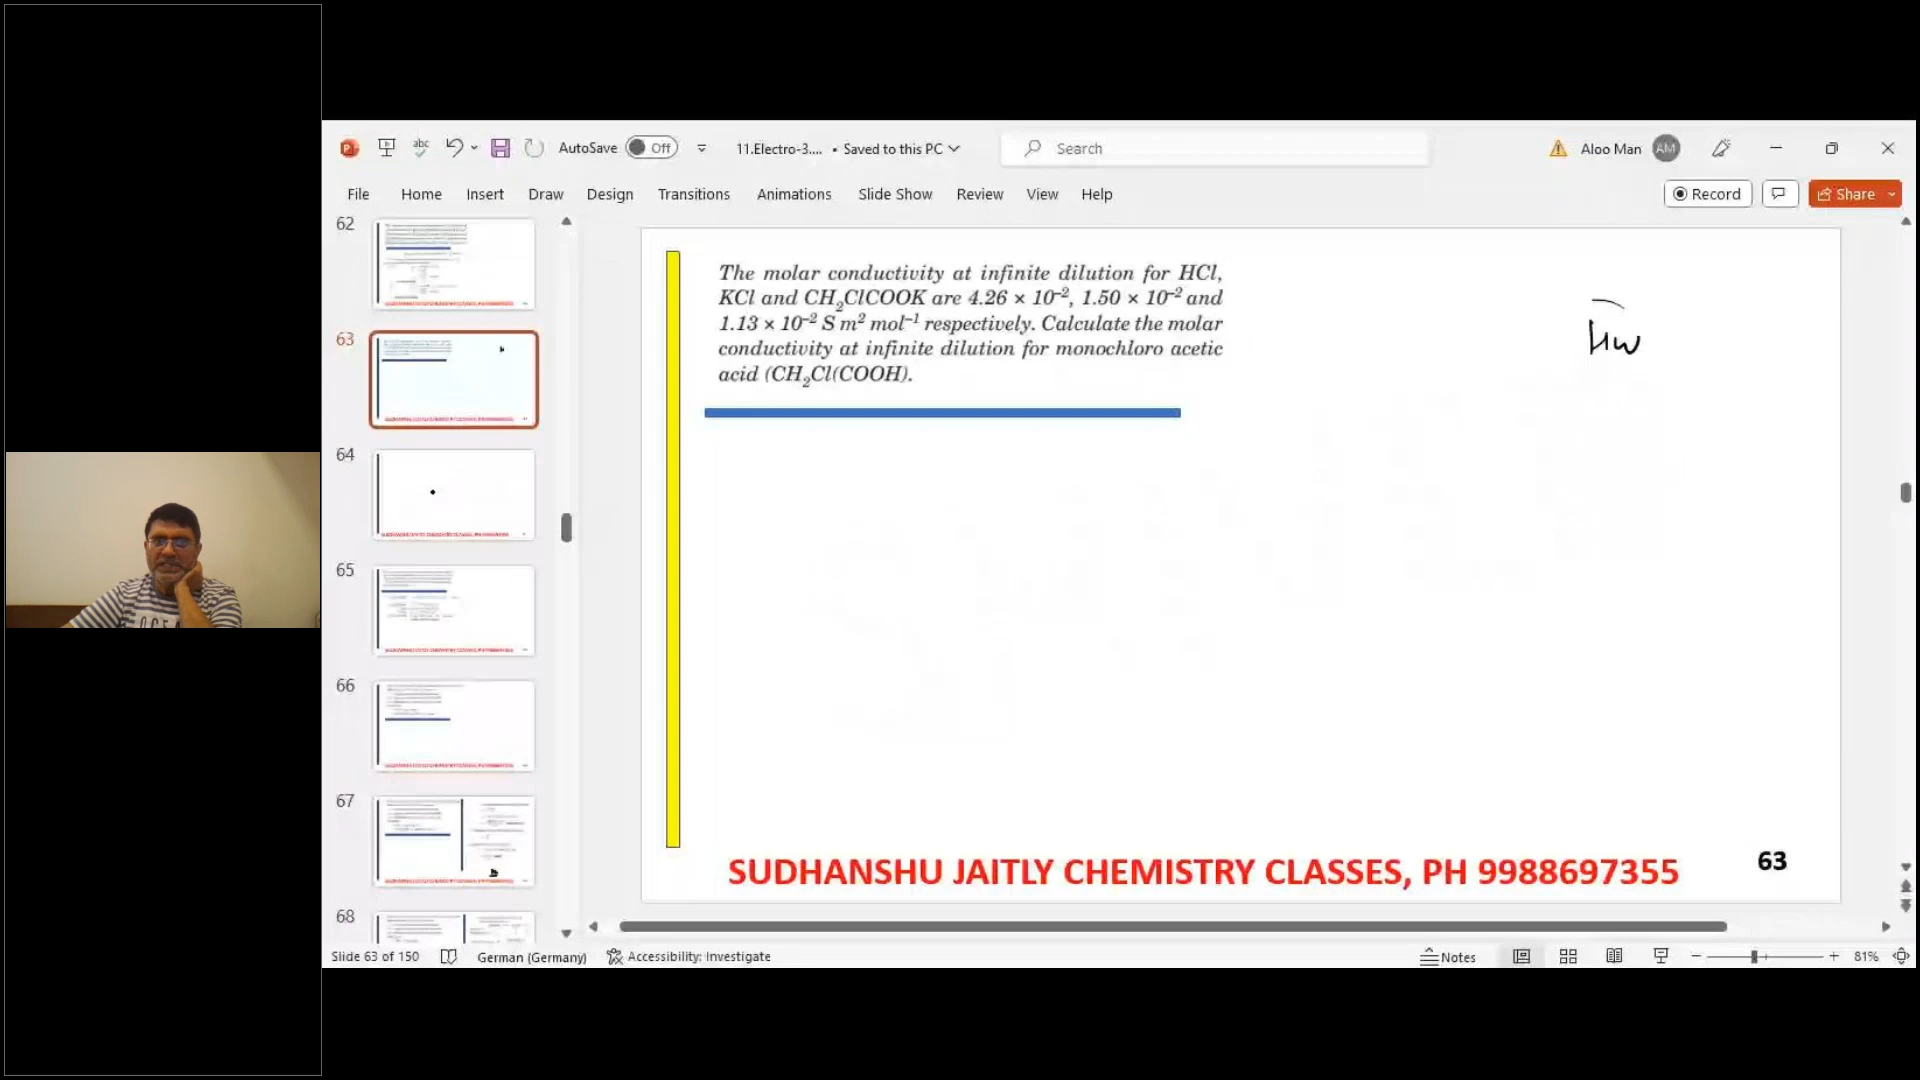 AutoSave Off 11.Electro-3.... • Saved to this PC Search Aloo Man AM
File Home Insert Draw Design Transitions Animations Slide Show Review View Help Record Share
62
63
64
65
66
67
68
The molar conductivity at infinite dilution for HCl,
KCl and CH₂ClCOOK are 4.26 × 10⁻², 1.50 × 10⁻² and
1.13 × 10⁻² S m² mol⁻¹ respectively. Calculate the molar
conductivity at infinite dilution for monochloro acetic
acid (CH₂Cl(COOH).
HW
SUDHANSHU JAITLY CHEMISTRY CLASSES, PH 9988697355
63
Slide 63 of 150 German (Germany) Accessibility: Investigate Notes 81%